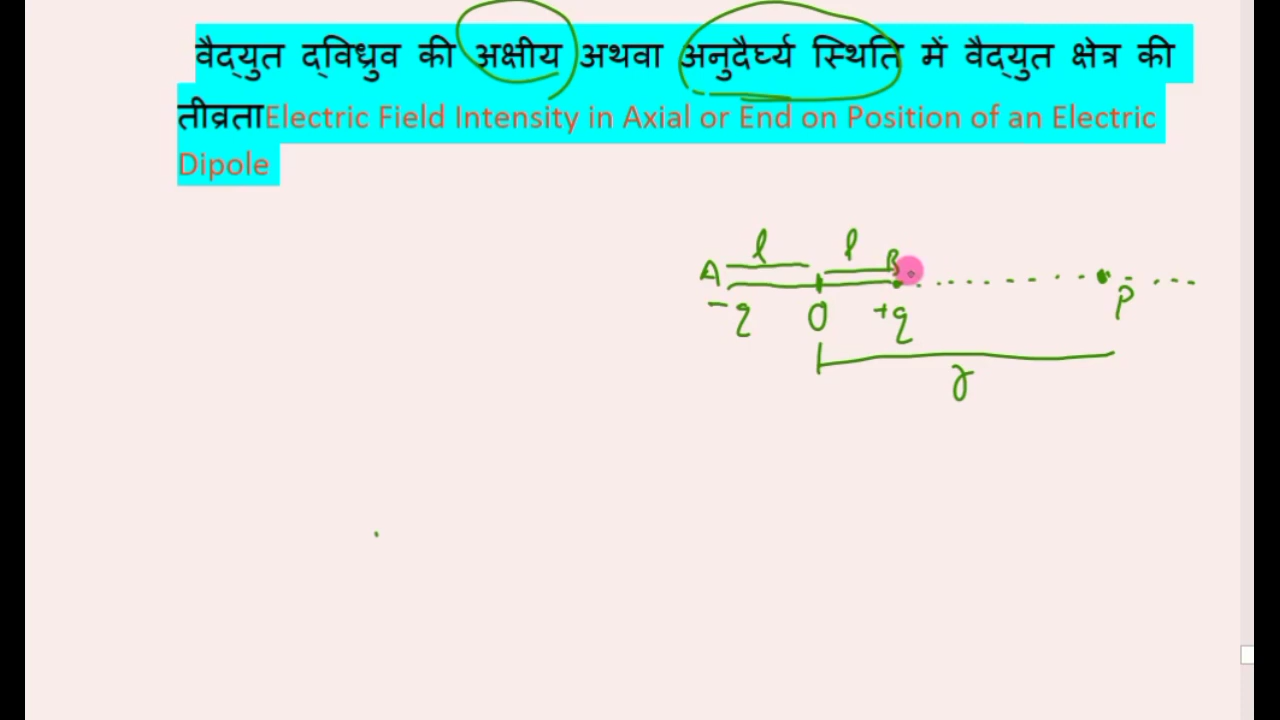 वैद्‌युत द्‌विध्रुव की अक्षीय अथवा अनुदैर्घ्य स्थिति में वैद्‌युत क्षेत्र की
तीव्रताElectric Field Intensity in Axial or End on Position of an Electric
Dipole
l l
A B
-q O +q P
r